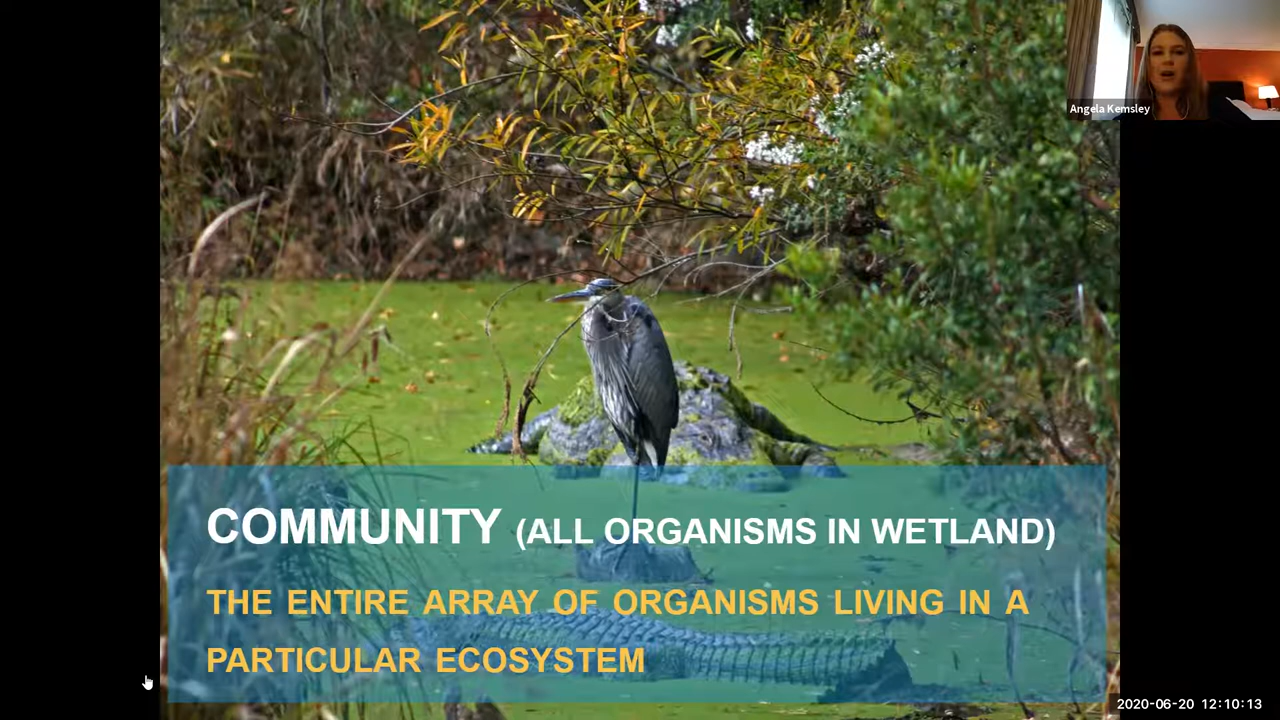 Angela Kemsley
COMMUNITY (ALL ORGANISMS IN WETLAND)
THE ENTIRE ARRAY OF ORGANISMS LIVING IN A
PARTICULAR ECOSYSTEM
2020-06-20 12:10:13